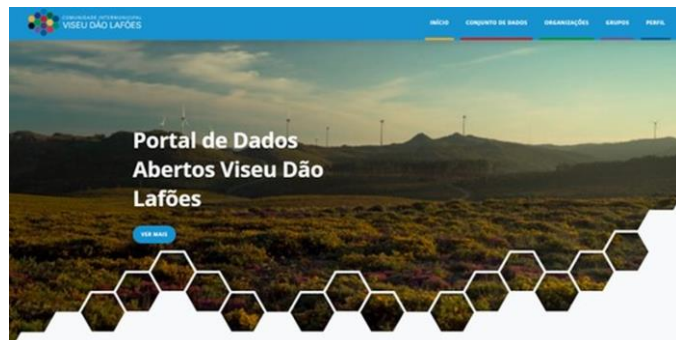 COMUNIDADE INTERMUNICIPAL
VISEU DÃO LAFÕES
INÍCIO CONJUNTO DE DADOS ORGANIZAÇÕES GRUPOS PERFIL
Portal de Dados
Abertos Viseu Dão
Lafões
VER MAIS